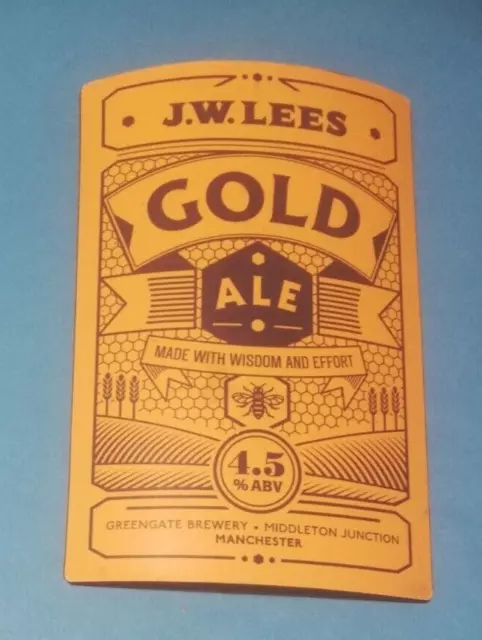 J.W. LEES
GOLD
ALE
MADE WITH WISDOM AND EFFORT
4.5
% ABV
GREENGATE BREWERY • MIDDLETON JUNCTION
MANCHESTER